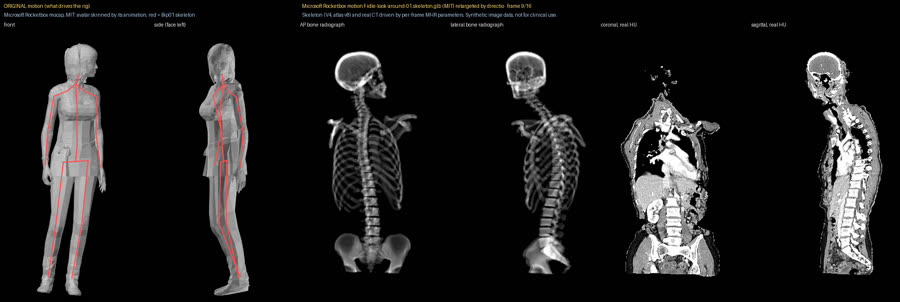 ORIGINAL motion (what drives the rig)
Microsoft Rocketbox mocap, MIT. avatar skinned by its animation, red = Bip01 skeleton
front
side (face left)
Microsoft Rocketbox motion f-idle-look-around-01.skeleton.glb (MIT) retargeted by directio frame 9/16
Skeleton (V4, atlas v8) and real CT driven by per-frame MHR parameters. Synthetic image data, not for clinical use.
AP bone radiograph
lateral bone radiograph
coronal, real HU
sagittal, real HU